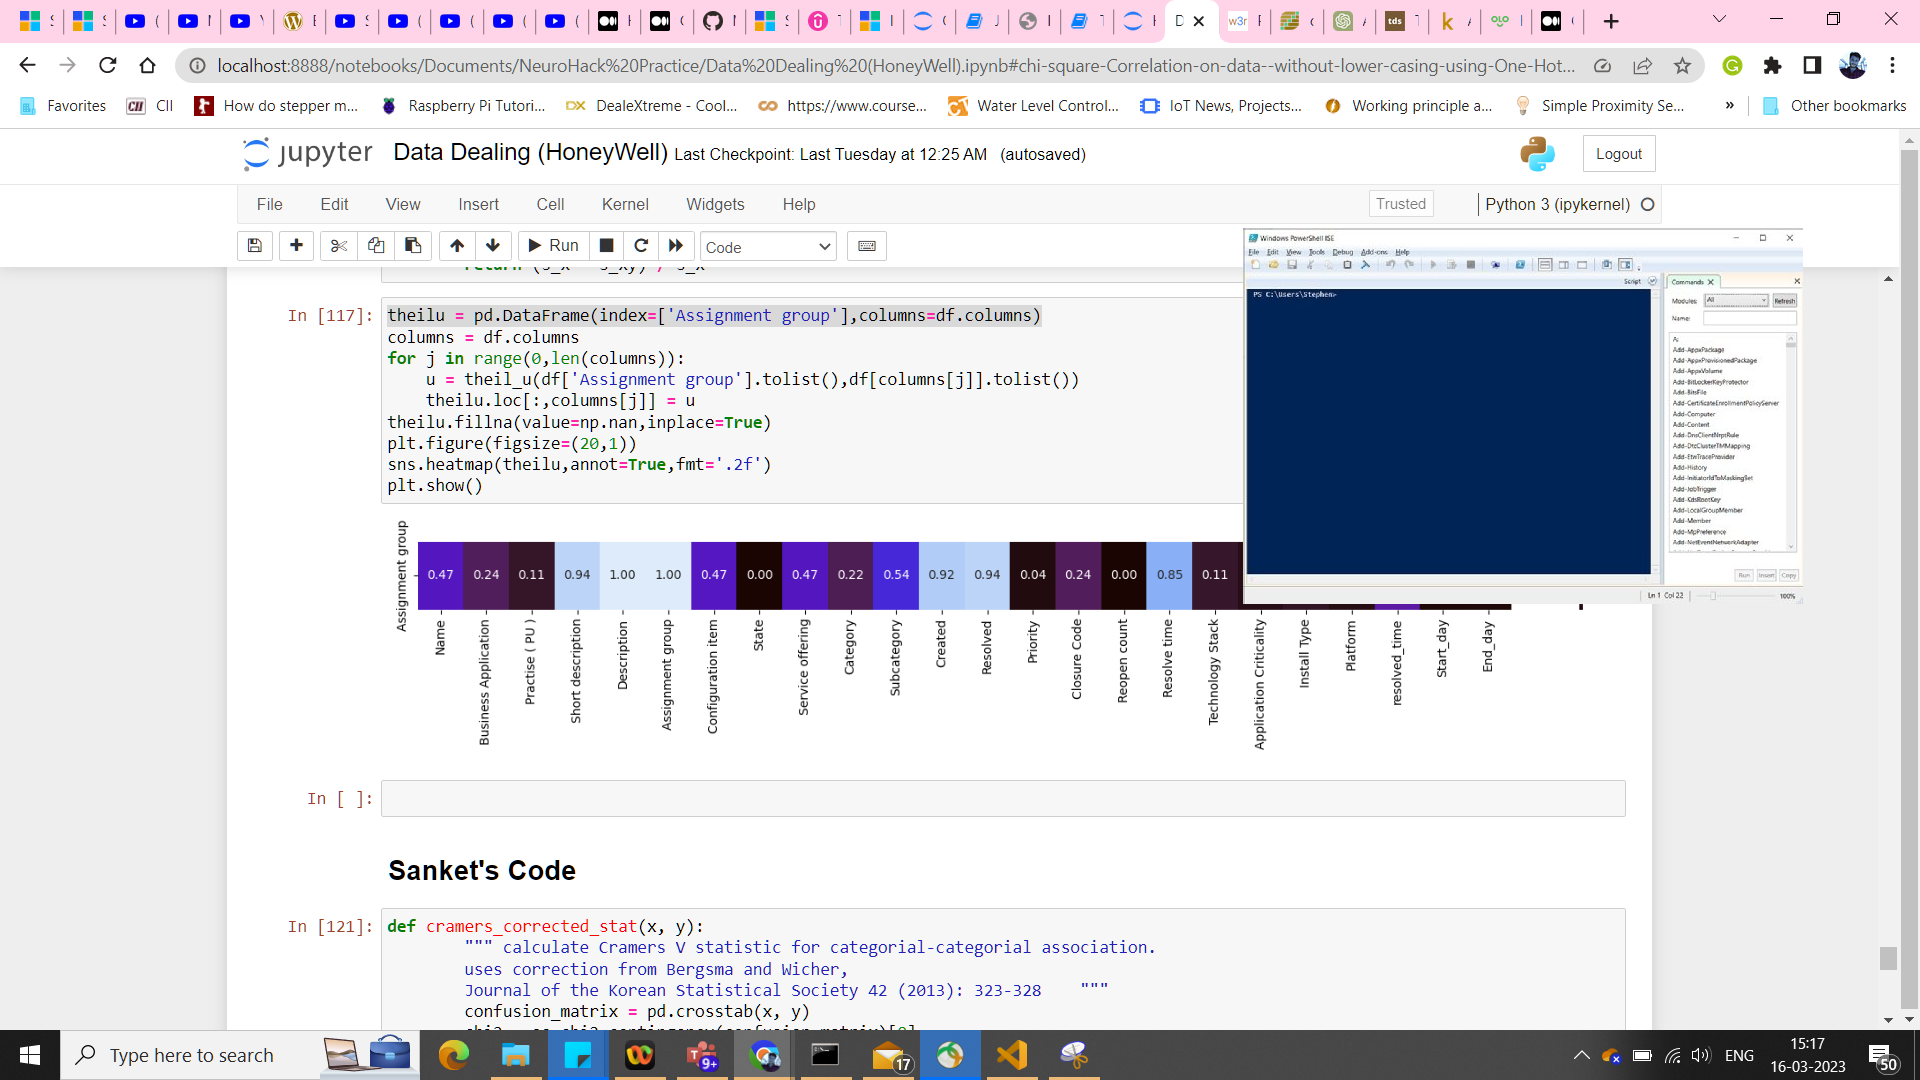 localhost:8888/notebooks/Documents/NeuroHack%20Practice/Data%20Dealing%20(HoneyWell).ipynb#chi-square-Correlation-on-data--without-lower-casing-using-One-Hot...
Favorites
CII
How do stepper m...
Raspberry Pi Tutori...
DX DealeXtreme - Cool...
https://www.course...
Water Level Control...
IoT News, Projects...
Working principle a...
Simple Proximity Se...
»
Other bookmarks
jupyter Data Dealing (HoneyWell) Last Checkpoint: Last Tuesday at 12:25 AM (autosaved)
Logout
File Edit View Insert Cell Kernel Widgets Help
Trusted
Python 3 (ipykernel)
Run
Code
In [117]:
theilu = pd.DataFrame(index=['Assignment group'],columns=df.columns)
columns = df.columns
for j in range(0,len(columns)):
    u = theil_u(df['Assignment group'].tolist(),df[columns[j]].tolist())
    theilu.loc[:,columns[j]] = u
theilu.fillna(value=np.nan,inplace=True)
plt.figure(figsize=(20,1))
sns.heatmap(theilu,annot=True,fmt='.2f')
plt.show()
Windows PowerShell ISE
File Edit View Tools Debug Add-ons Help
Script
PS C:\Users\Stephen>
Commands X
Modules: All Refresh
Name:
A:
Add-AppxPackage
Add-AppxProvisionedPackage
Add-AppxVolume
Add-BitLockerKeyProtector
Add-BitsFile
Add-CertificateEnrollmentPolicyServer
Add-Computer
Add-Content
Add-DnsClientNrptRule
Add-DtcClusterTMMapping
Add-EtwTraceProvider
Add-History
Add-InitiatorIdToMaskingSet
Add-JobTrigger
Add-KdsRootKey
Add-LocalGroupMember
Add-Member
Add-MpPreference
Add-NetEventNetworkAdapter
Run Insert Copy
Ln 1 Col 22 100%
Assignment group
0.47 0.24 0.11 0.94 1.00 1.00 0.47 0.00 0.47 0.22 0.54 0.92 0.94 0.04 0.24 0.00 0.85 0.11
Name
Business Application
Practise ( PU )
Short description
Description
Assignment group
Configuration item
State
Service offering
Category
Subcategory
Created
Resolved
Priority
Closure Code
Reopen count
Resolve time
Technology Stack
Application Criticality
Install Type
Platform
resolved_time
Start_day
End_day
In [ ]:
Sanket's Code
In [121]:
def cramers_corrected_stat(x, y):
        """ calculate Cramers V statistic for categorial-categorial association.
        uses correction from Bergsma and Wicher,
        Journal of the Korean Statistical Society 42 (2013): 323-328    """
        confusion_matrix = pd.crosstab(x, y)
Type here to search
9+
17
ENG
15:17
16-03-2023
50